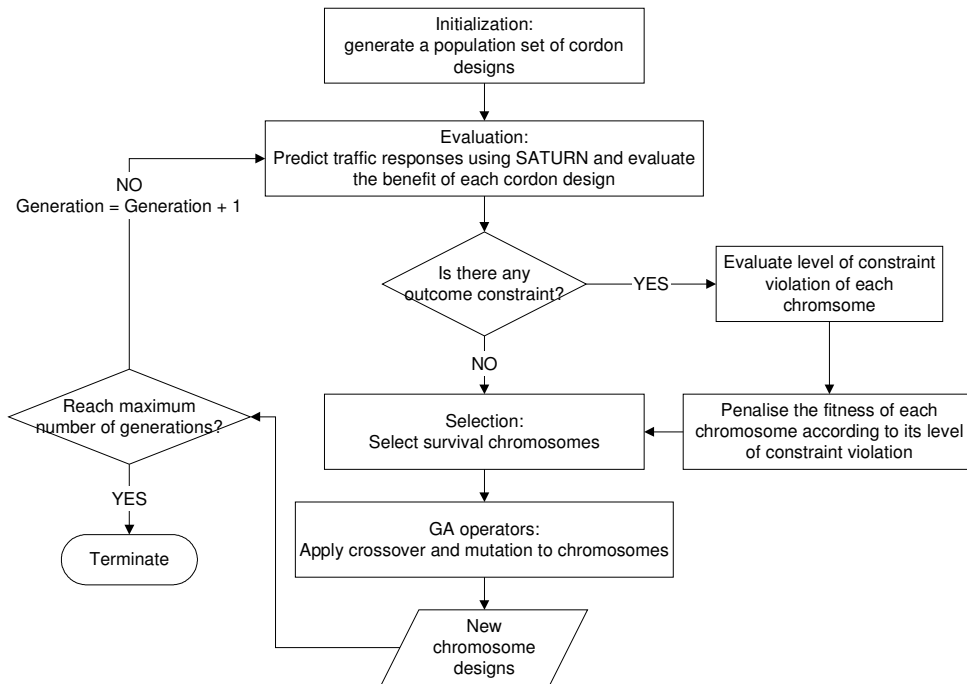 Initialization:
generate a population set of cordon
designs
Evaluation:
Predict traffic responses using SATURN and evaluate
the benefit of each cordon design
NO
Generation = Generation + 1
Is there any
outcome constraint?
YES
Evaluate level of constraint
violation of each
chromsome
NO
Reach maximum
number of generations?
Selection:
Select survival chromosomes
Penalise the fitness of each
chromosome according to its level
of constraint violation
YES
Terminate
GA operators:
Apply crossover and mutation to chromosomes
New
chromosome
designs